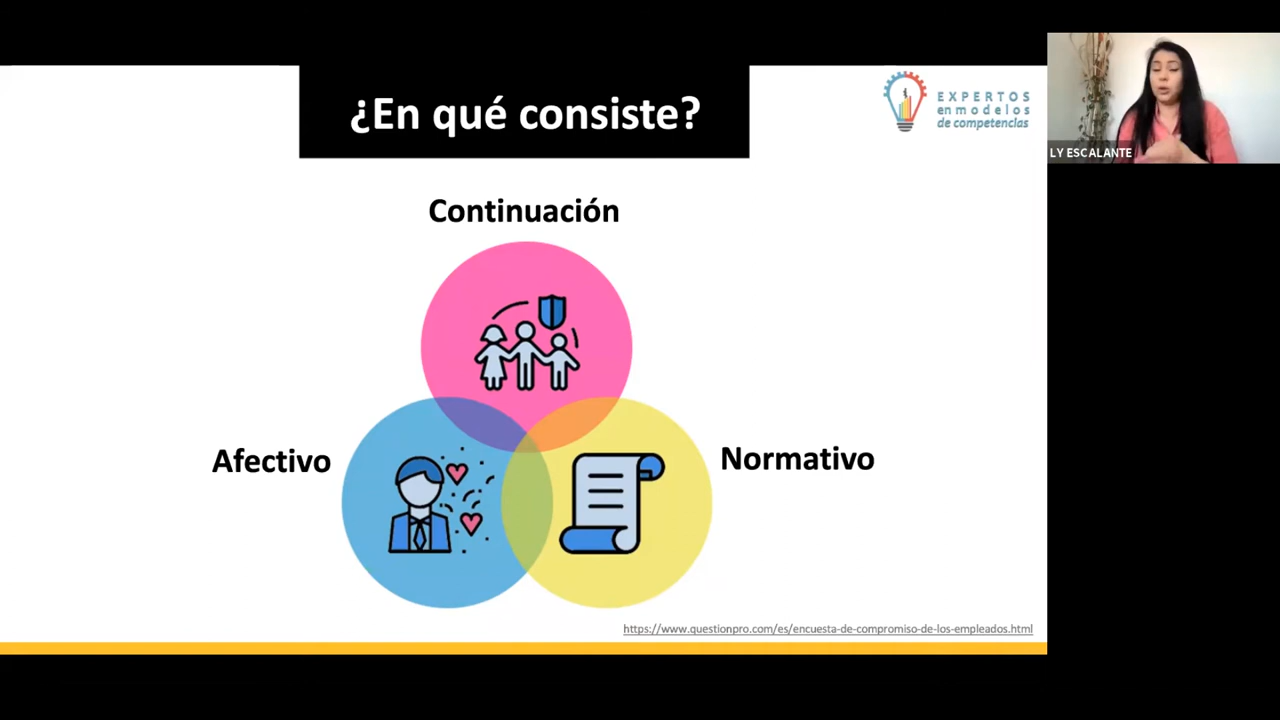 ¿En qué consiste?
EXPERTOS
en modelos
de competencias
LY ESCALANTE
Continuación
Afectivo
Normativo
https://www.questionpro.com/es/encuesta-de-compromiso-de-los-empleados.html